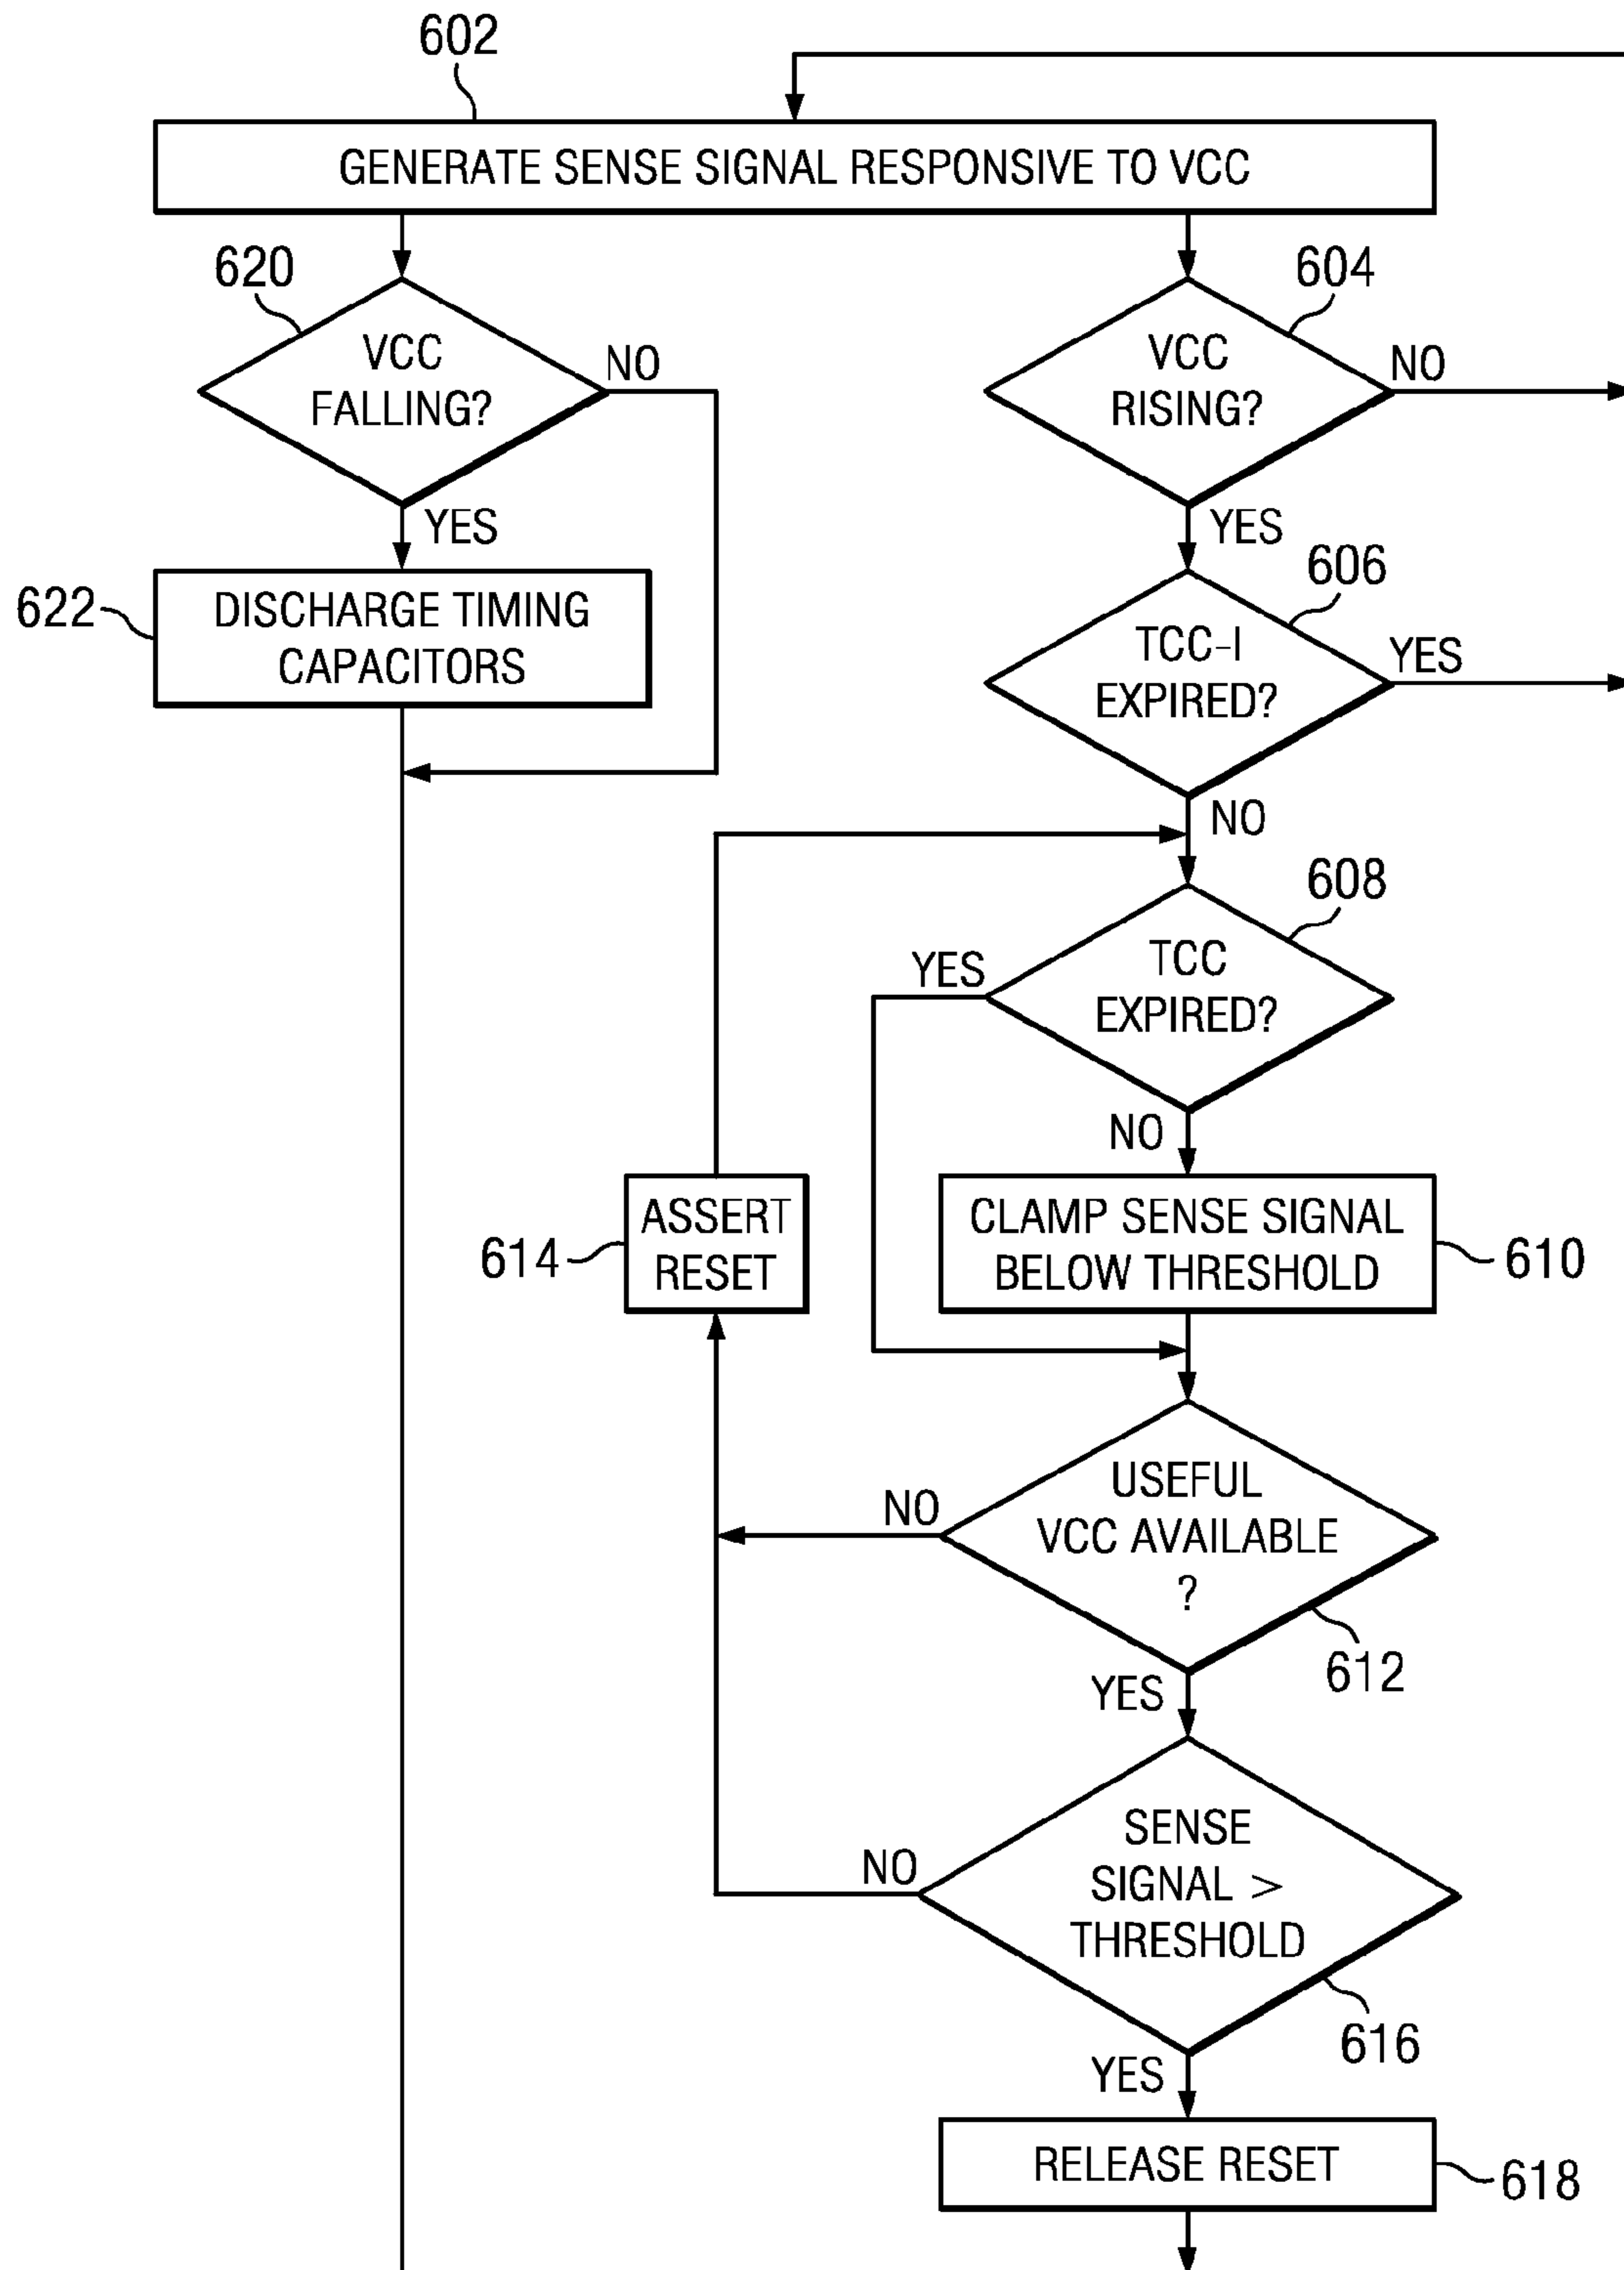 602
GENERATE SENSE SIGNAL RESPONSIVE TO VCC
620
VCC
FALLING?
NO
YES
622
DISCHARGE TIMING
CAPACITORS
604
VCC
RISING?
NO
YES
606
TCC-I
EXPIRED?
YES
NO
608
TCC
EXPIRED?
YES
NO
614
ASSERT
RESET
CLAMP SENSE SIGNAL
BELOW THRESHOLD
610
USEFUL
VCC AVAILABLE
?
NO
612
YES
SENSE
SIGNAL >
THRESHOLD
NO
616
YES
RELEASE RESET
618